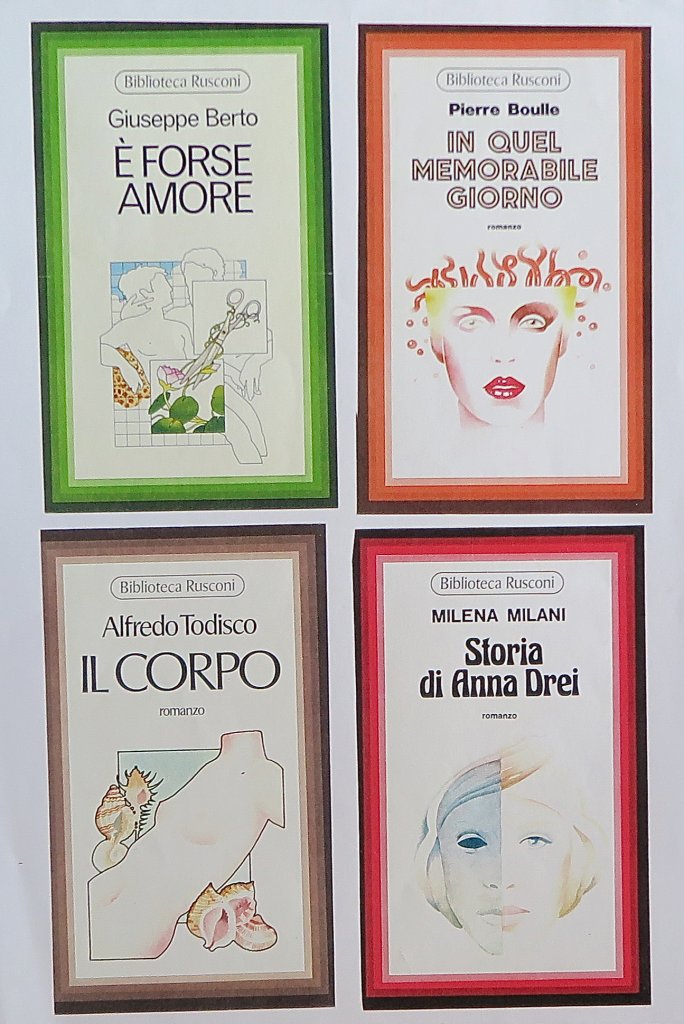 Biblioteca Rusconi
Giuseppe Berto
È FORSE
AMORE
Biblioteca Rusconi
Pierre Boulle
IN QUEL
MEMORABILE
GIORNO
romanzo
Biblioteca Rusconi
Alfredo Todisco
IL CORPO
romanzo
Biblioteca Rusconi
MILENA MILANI
Storia
di Anna Drei
romanzo